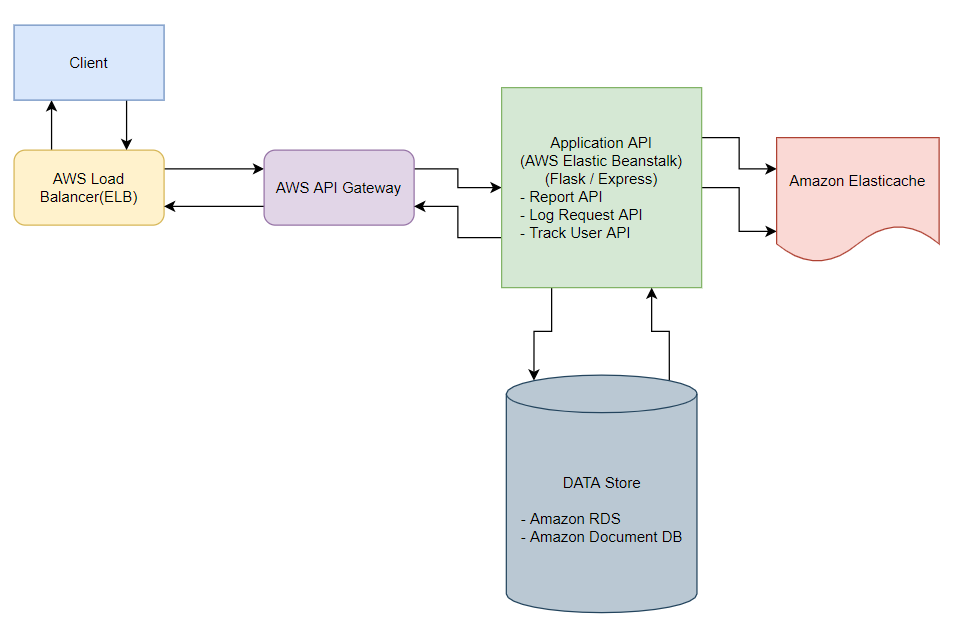 Client
AWS Load
Balancer(ELB)
AWS API Gateway
Application API
(AWS Elastic Beanstalk)
(Flask / Express)
- Report API
- Log Request API
- Track User API
Amazon Elasticache
DATA Store
- Amazon RDS
- Amazon Document DB